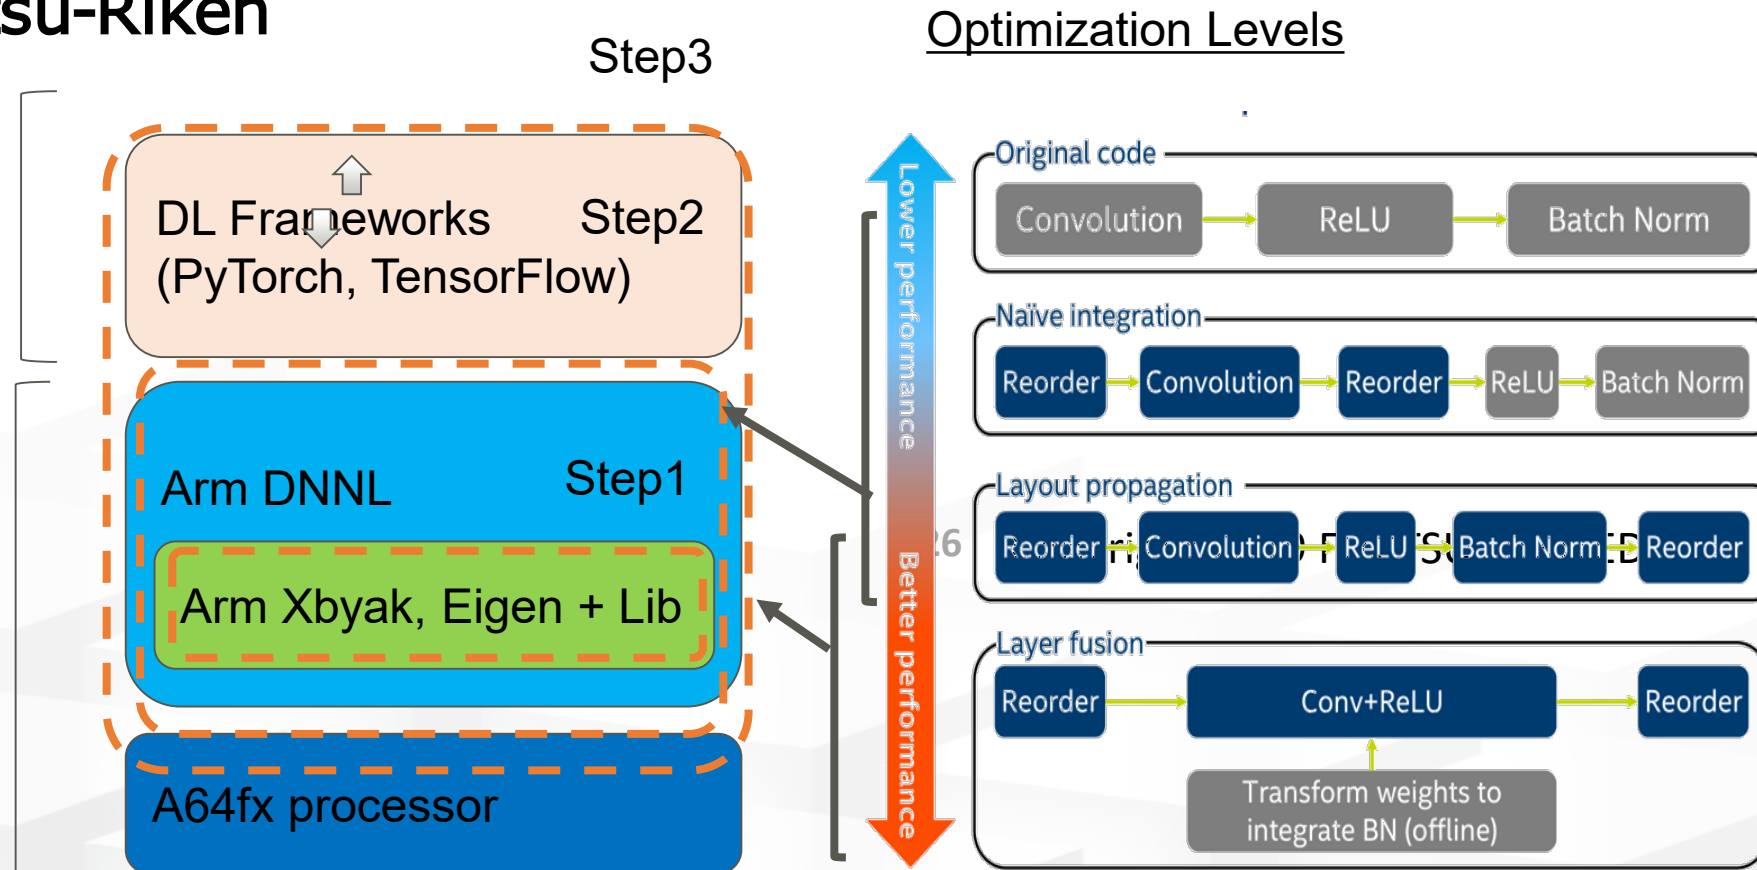 tsu-Riken
Step3
DL Frameworks
Step2
(PyTorch, TensorFlow)
Arm DNNL
Step1
Arm Xbyak, Eigen + Lib
A64fx processor
Optimization Levels
Lower performance
Better performance
Original code
Convolution
ReLU
Batch Norm
Naïve integration
Reorder
Convolution
Reorder
ReLU
Batch Norm
Layout propagation
26
Reorder
Convolution
ReLU
Batch Norm
Reorder
Layer fusion
Reorder
Conv+ReLU
Reorder
Transform weights to
integrate BN (offline)